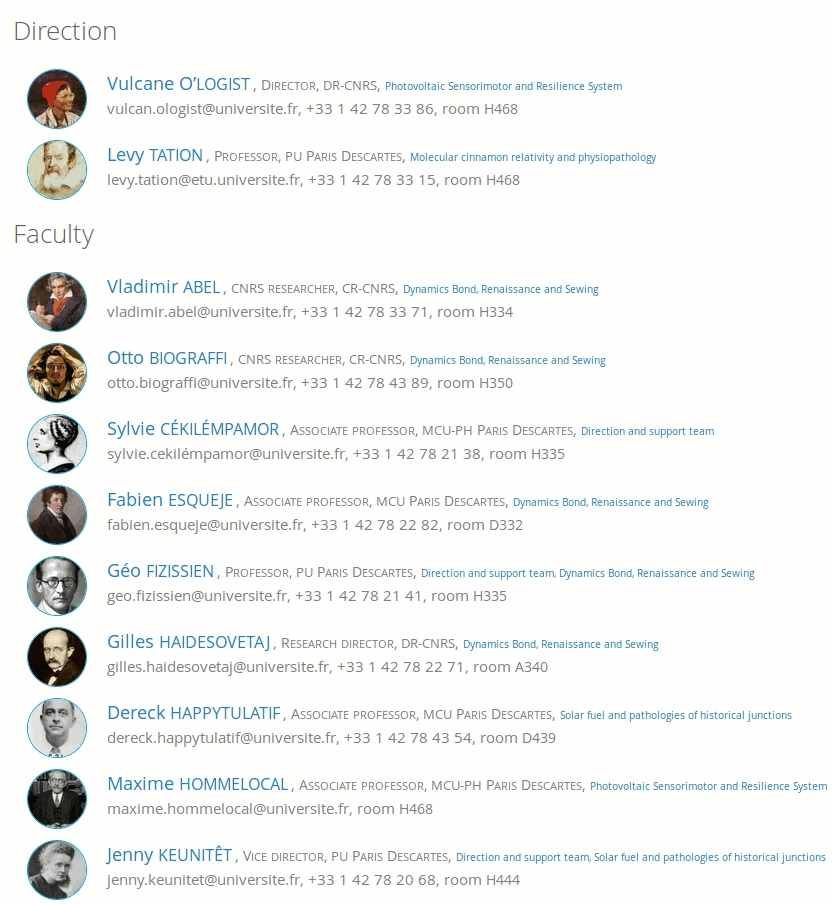 Direction
Vulcane O’LOGIST , Director, DR-CNRS, Photovoltaic Sensorimotor and Resilience System
vulcan.ologist@universite.fr, +33 1 42 78 33 86, room H468
Levy TATION , Professor, PU Paris Descartes, Molecular cinnamon relativity and physiopathology
levy.tation@etu.universite.fr, +33 1 42 78 33 15, room H468
Faculty
Vladimir ABEL , CNRS researcher, CR-CNRS, Dynamics Bond, Renaissance and Sewing
vladimir.abel@universite.fr, +33 1 42 78 33 71, room H334
Otto BIOGRAFFI , CNRS researcher, CR-CNRS, Dynamics Bond, Renaissance and Sewing
otto.biograffi@universite.fr, +33 1 42 78 43 89, room H350
Sylvie CÉKILÉMPAMOR , Associate professor, MCU-PH Paris Descartes, Direction and support team
sylvie.cekilémpamor@universite.fr, +33 1 42 78 21 38, room H335
Fabien ESQUEJE , Associate professor, MCU Paris Descartes, Dynamics Bond, Renaissance and Sewing
fabien.esqueje@universite.fr, +33 1 42 78 22 82, room D332
Géo FIZISSIEN , Professor, PU Paris Descartes, Direction and support team, Dynamics Bond, Renaissance and Sewing
geo.fizissien@universite.fr, +33 1 42 78 21 41, room H335
Gilles HAIDESOVETAJ , Research director, DR-CNRS, Dynamics Bond, Renaissance and Sewing
gilles.haidesovetaj@universite.fr, +33 1 42 78 22 71, room A340
Dereck HAPPYTULATIF , Associate professor, MCU Paris Descartes, Solar fuel and pathologies of historical junctions
dereck.happytulatif@universite.fr, +33 1 42 78 43 54, room D439
Maxime HOMMELOCAL , Associate professor, MCU-PH Paris Descartes, Photovoltaic Sensorimotor and Resilience System
maxime.hommelocal@universite.fr, room H468
Jenny KEUNITÊT , Vice director, PU Paris Descartes, Direction and support team, Solar fuel and pathologies of historical junctions
jenny.keunitet@universite.fr, +33 1 42 78 20 68, room H444